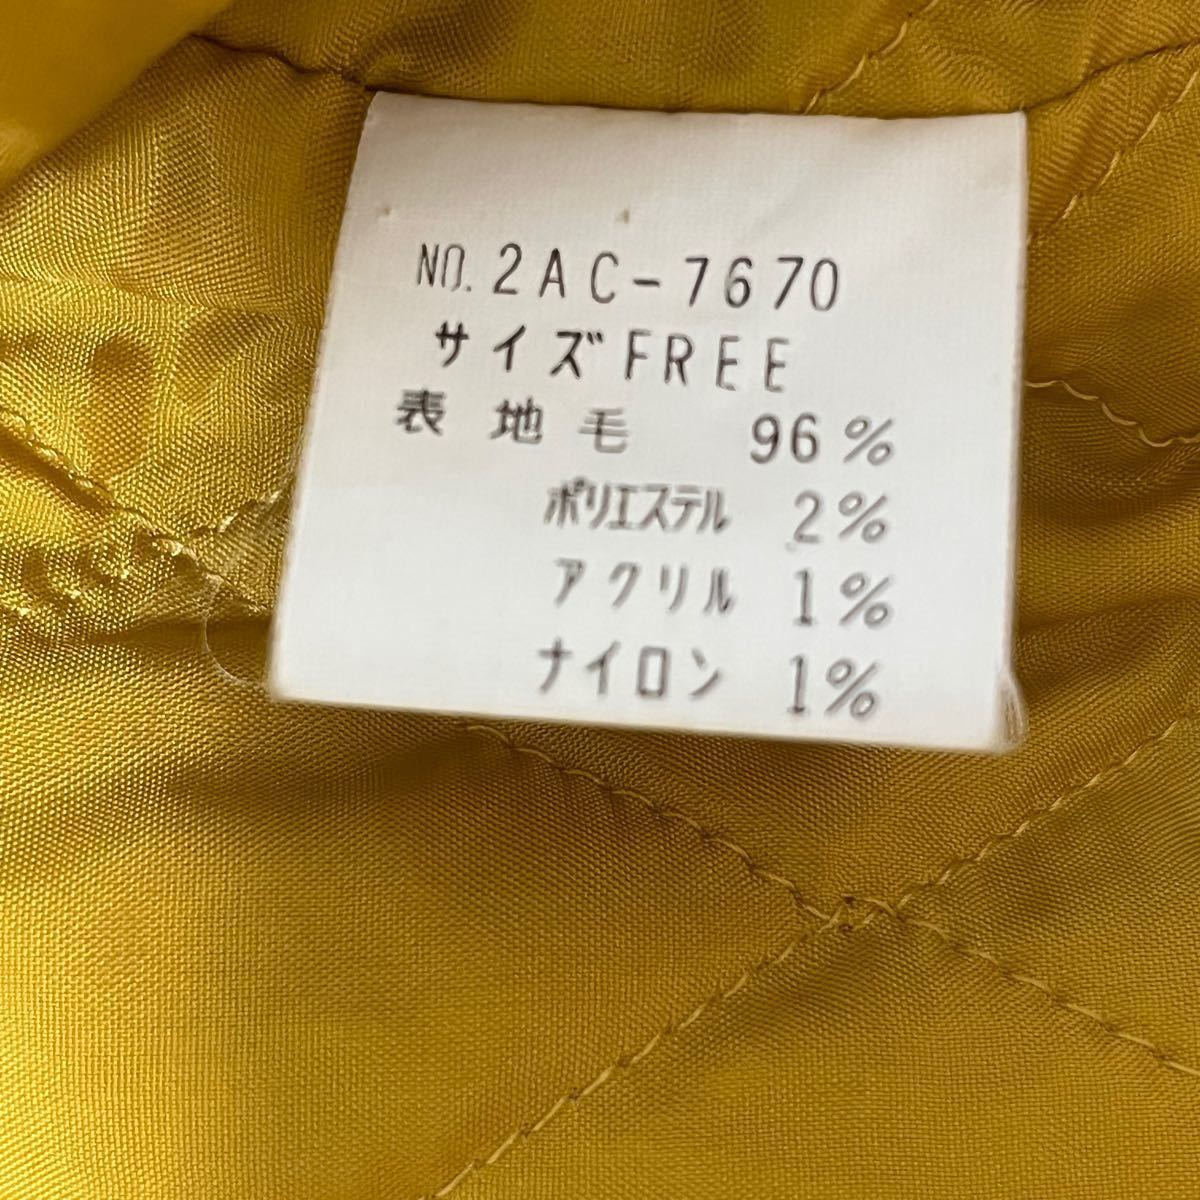 NO. 2AC-7670
サイズFREE
表地毛 96%
ポリエステル 2%
アクリル 1%
ナイロン 1%